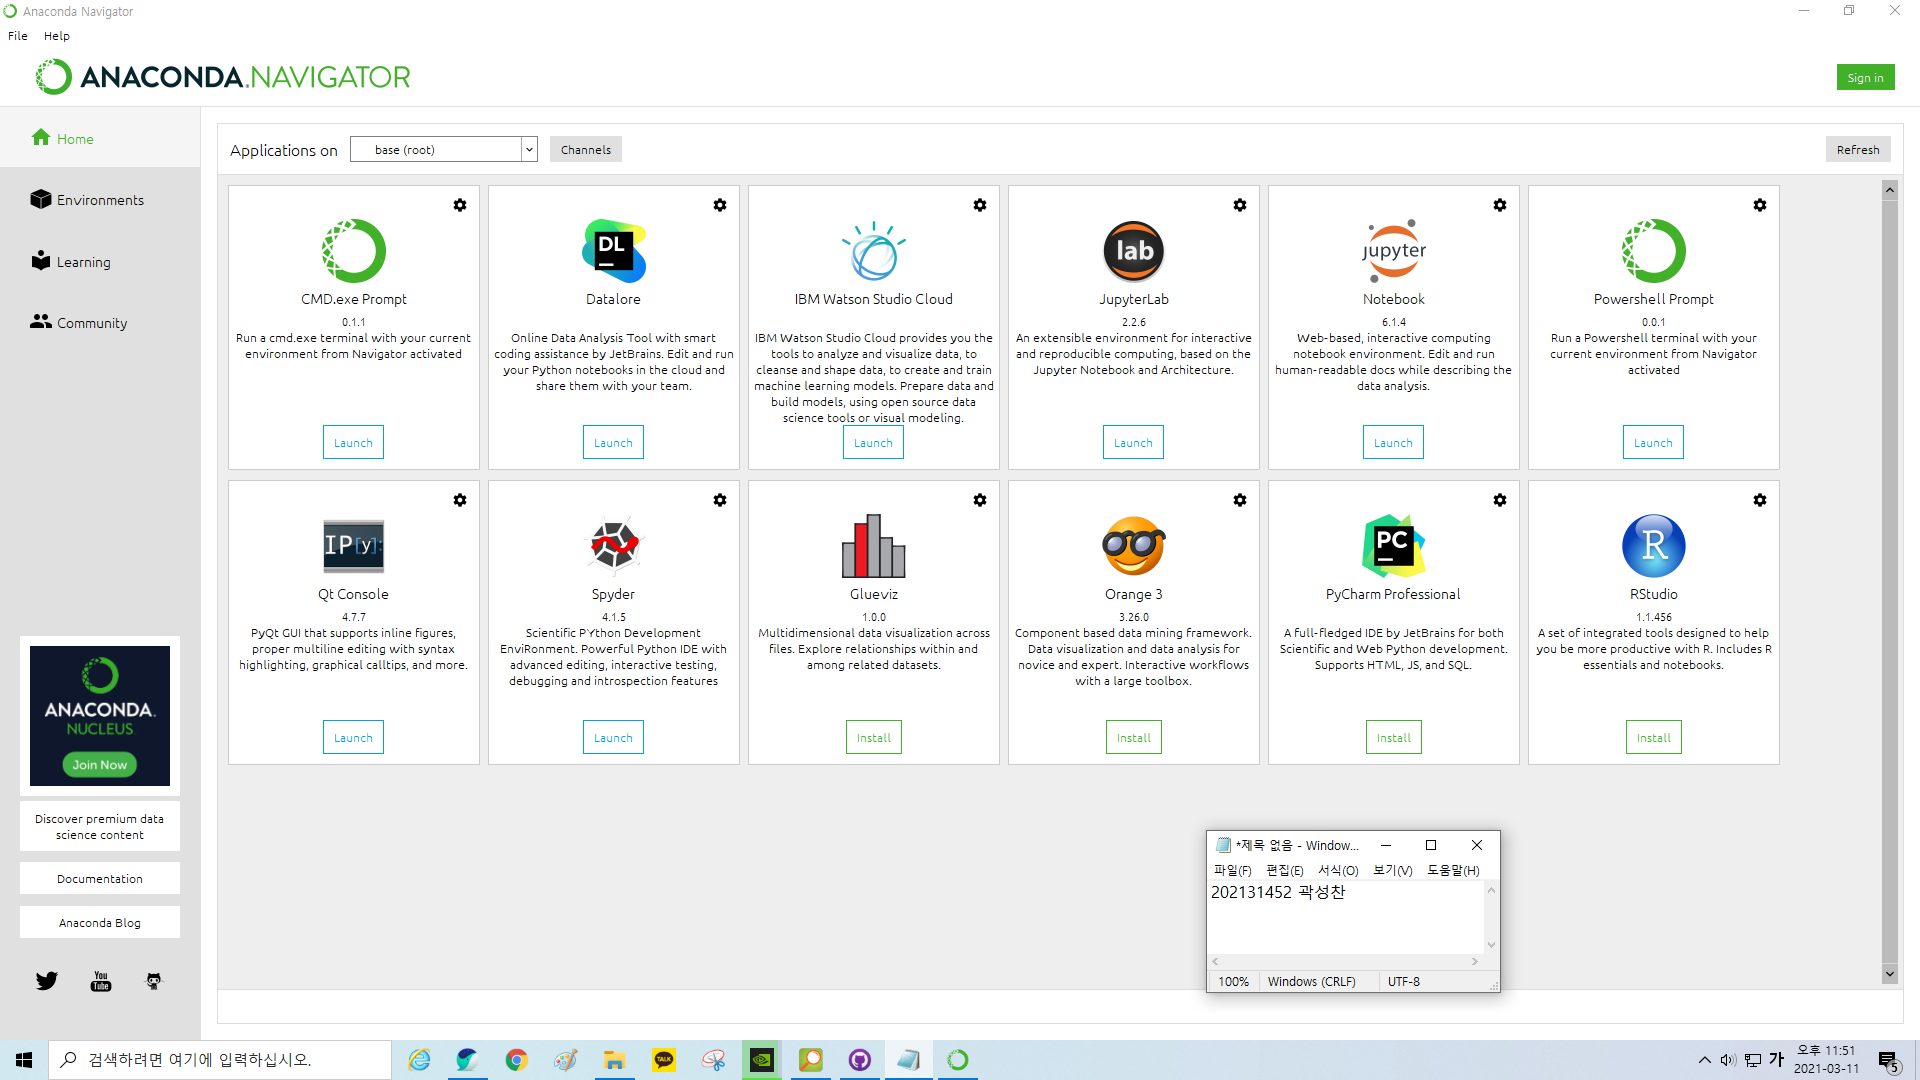 Anaconda Navigator
File Help
ANACONDA.NAVIGATOR
Sign in
Home
Environments
Learning
Community
ANACONDA.
NUCLEUS
Join Now
Discover premium data
science content
Documentation
Anaconda Blog
You
Tube
Applications on base (root) Channels Refresh
CMD.exe Prompt
0.1.1
Run a cmd.exe terminal with your current
environment from Navigator activated
Launch
DL
Datalore
Online Data Analysis Tool with smart
coding assistance by JetBrains. Edit and run
your Python notebooks in the cloud and
share them with your team.
Launch
IBM Watson Studio Cloud
IBM Watson Studio Cloud provides you the
tools to analyze and visualize data, to
cleanse and shape data, to create and train
machine learning models. Prepare data and
build models, using open source data
science tools or visual modeling.
Launch
lab
JupyterLab
2.2.6
An extensible environment for interactive
and reproducible computing, based on the
Jupyter Notebook and Architecture.
Launch
jupyter
Notebook
6.1.4
Web-based, interactive computing
notebook environment. Edit and run
human-readable docs while describing the
data analysis.
Launch
Powershell Prompt
0.0.1
Run a Powershell terminal with your
current environment from Navigator
activated
Launch
IP[y]:
Qt Console
4.7.7
PyQt GUI that supports inline figures,
proper multiline editing with syntax
highlighting, graphical calltips, and more.
Launch
Spyder
4.1.5
Scientific PYthon Development
EnviRonment. Powerful Python IDE with
advanced editing, interactive testing,
debugging and introspection features
Launch
Glueviz
1.0.0
Multidimensional data visualization across
files. Explore relationships within and
among related datasets.
Install
Orange 3
3.26.0
Component based data mining framework.
Data visualization and data analysis for
novice and expert. Interactive workflows
with a large toolbox.
Install
PC
PyCharm Professional
A full-fledged IDE by JetBrains for both
Scientific and Web Python development.
Supports HTML, JS, and SQL.
Install
R
RStudio
1.1.456
A set of integrated tools designed to help
you be more productive with R. Includes R
essentials and notebooks.
Install
*제목 없음 - Window...
파일(F) 편집(E) 서식(O) 보기(V) 도움말(H)
202131452 곽성찬
100% Windows (CRLF) UTF-8
검색하려면 여기에 입력하십시오.
TALK
가
오후 11:51
2021-03-11
5